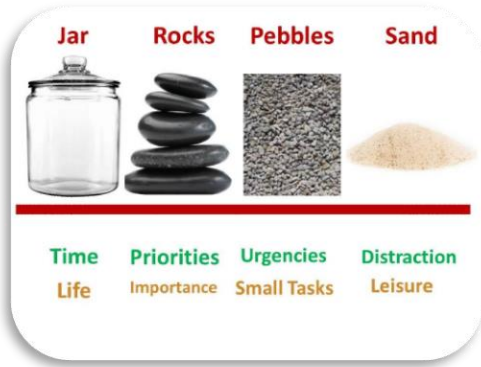 Jar Rocks Pebbles Sand
Time Priorities Urgencies Distraction
Life Importance Small Tasks Leisure